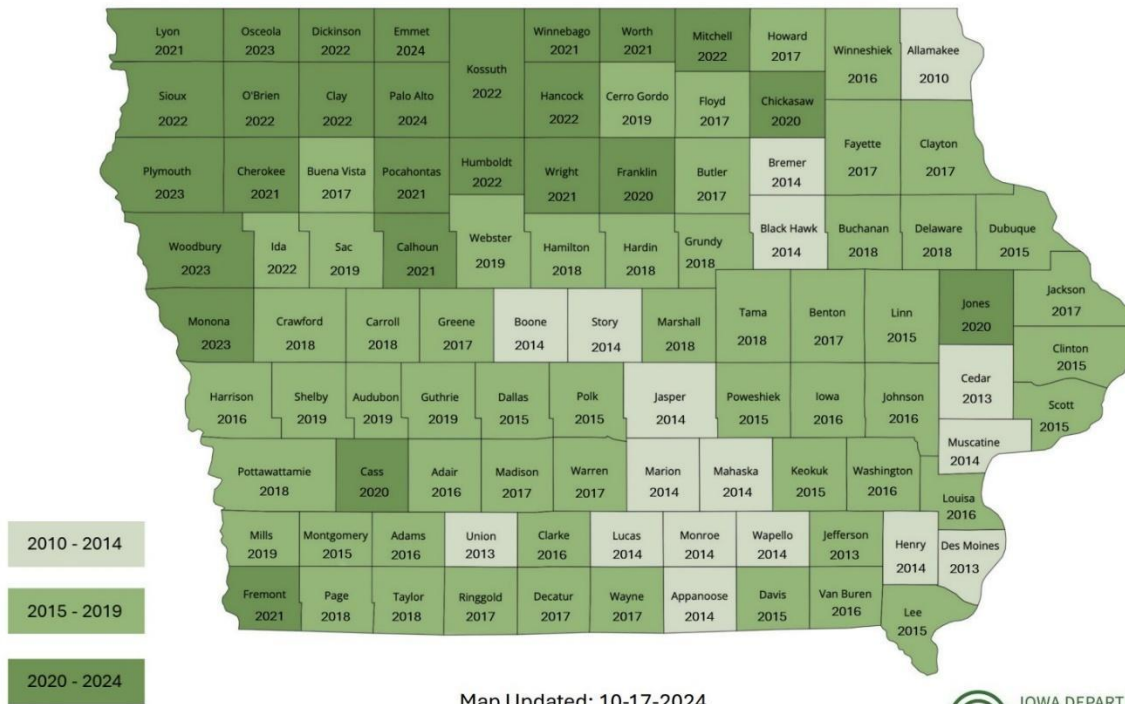 Lyon
2021
Osceola
2023
Dickinson
2022
Emmet
2024
Kossuth
2022
Winnebago
2021
Worth
2021
Mitchell
2022
Howard
2017
Winneshiek
2016
Allamakee
2010
Sioux
2022
O'Brien
2022
Clay
2022
Palo Alto
2024
Hancock
2022
Cerro Gordo
2019
Floyd
2017
Chickasaw
2020
Fayette
2017
Clayton
2017
Plymouth
2023
Cherokee
2021
Buena Vista
2017
Pocahontas
2021
Humboldt
2022
Wright
2021
Franklin
2020
Butler
2017
Bremer
2014
Woodbury
2023
Ida
2022
Sac
2019
Calhoun
2021
Webster
2019
Hamilton
2018
Hardin
2018
Grundy
2018
Black Hawk
2014
Buchanan
2018
Delaware
2018
Dubuque
2015
Monona
2023
Crawford
2018
Carroll
2018
Greene
2017
Boone
2014
Story
2014
Marshall
2018
Tama
2018
Benton
2017
Linn
2015
Jones
2020
Jackson
2017
Clinton
2015
Harrison
2016
Shelby
2019
Audubon
2019
Guthrie
2019
Dallas
2015
Polk
2015
Jasper
2014
Poweshiek
2015
Iowa
2016
Johnson
2016
Cedar
2013
Scott
2015
Muscatine
2014
Pottawattamie
2018
Cass
2020
Adair
2016
Madison
2017
Warren
2017
Marion
2014
Mahaska
2014
Keokuk
2015
Washington
2016
Louisa
2016
Mills
2019
Montgomery
2015
Adams
2016
Union
2013
Clarke
2016
Lucas
2014
Monroe
2014
Wapello
2014
Jefferson
2013
Henry
2014
Des Moines
2013
Fremont
2021
Page
2018
Taylor
2018
Ringgold
2017
Decatur
2017
Wayne
2017
Appanoose
2014
Davis
2015
Van Buren
2016
Lee
2015
2010 - 2014
2015 - 2019
2020 - 2024
Map Updated: 10-17-2024
IOWA DEPART